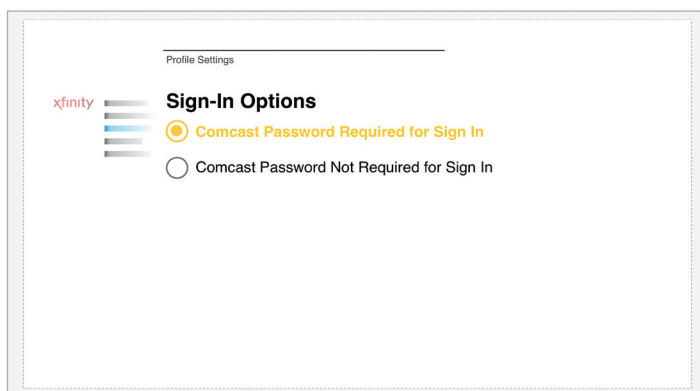 Profile Settings
xfinity
Sign-In Options
Comcast Password Required for Sign In
Comcast Password Not Required for Sign In